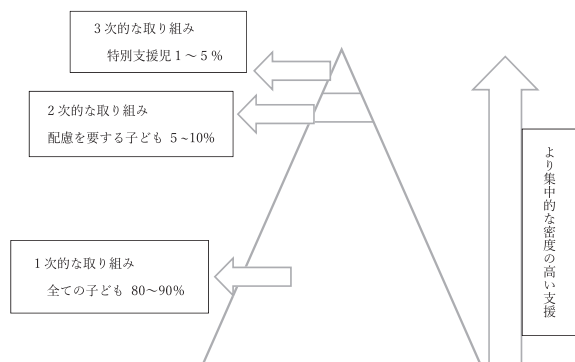 ３次的な取り組み
特別支援児１～５％
２次的な取り組み
配慮を要する子ども 5~10%
１次的な取り組み
全ての子ども 80～90%
より集中的な密度の高い支援